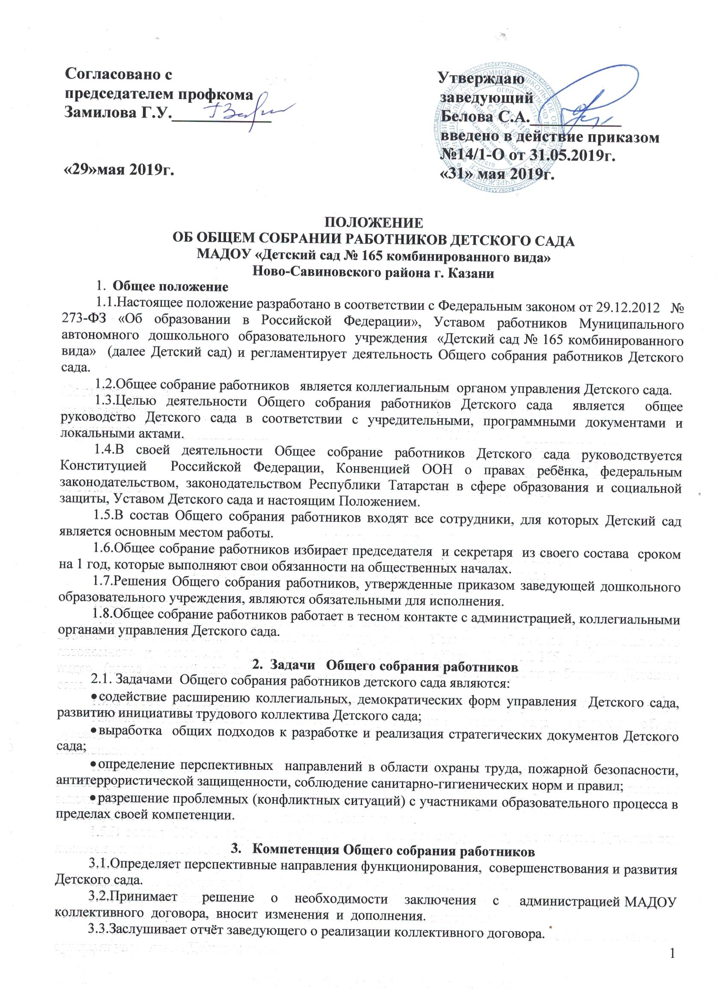 Согласовано с
председателем профкома
Замилова Г.У.
«29»мая 2019г.
Утверждаю
заведующий
Белова С.А.
введено в действие приказом
№14/1-О от 31.05.2019г.
«31» мая 2019г.
ПОЛОЖЕНИЕ
ОБ ОБЩЕМ СОБРАНИИ РАБОТНИКОВ ДЕТСКОГО САДА
МАДОУ «Детский сад № 165 комбинированного вида»
Ново-Савиновского района г. Казани
1. Общее положение
1.1.Настоящее положение разработано в соответствии с Федеральным законом от 29.12.2012 №
273-ФЗ «Об образовании в Российской Федерации», Уставом работников Муниципального
автономного дошкольного образовательного учреждения «Детский сад № 165 комбинированного
вида» (далее Детский сад) и регламентирует деятельность Общего собрания работников Детского
сада.
1.2.Общее собрание работников является коллегиальным органом управления Детского сада.
1.3.Целью деятельности Общего собрания работников Детского сада является общее
руководство Детского сада в соответствии с учредительными, программными документами и
локальными актами.
1.4.В своей деятельности Общее собрание работников Детского сада руководствуется
Конституцией Российской Федерации, Конвенцией ООН о правах ребёнка, федеральным
законодательством, законодательством Республики Татарстан в сфере образования и социальной
защиты, Уставом Детского сада и настоящим Положением.
1.5.В состав Общего собрания работников входят все сотрудники, для которых Детский сад
является основным местом работы.
1.6.Общее собрание работников избирает председателя и секретаря из своего состава сроком
на 1 год, которые выполняют свои обязанности на общественных началах.
1.7.Решения Общего собрания работников, утвержденные приказом заведующей дошкольного
образовательного учреждения, являются обязательными для исполнения.
1.8.Общее собрание работников работает в тесном контакте с администрацией, коллегиальными
органами управления Детского сада.
2. Задачи Общего собрания работников
2.1. Задачами Общего собрания работников детского сада являются:
•содействие расширению коллегиальных, демократических форм управления Детского сада,
развитию инициативы трудового коллектива Детского сада;
•выработка общих подходов к разработке и реализация стратегических документов Детского
сада;
•определение перспективных направлений в области охраны труда, пожарной безопасности,
антитеррористической защищенности, соблюдение санитарно-гигиенических норм и правил;
•разрешение проблемных (конфликтных ситуаций) с участниками образовательного процесса в
пределах своей компетенции.
3. Компетенция Общего собрания работников
3.1.Определяет перспективные направления функционирования, совершенствования и развития
Детского сада.
3.2.Принимает решение о необходимости заключения с администрацией МАДОУ
коллективного договора, вносит изменения и дополнения.
3.3.Заслушивает отчёт заведующего о реализации коллективного договора.
1